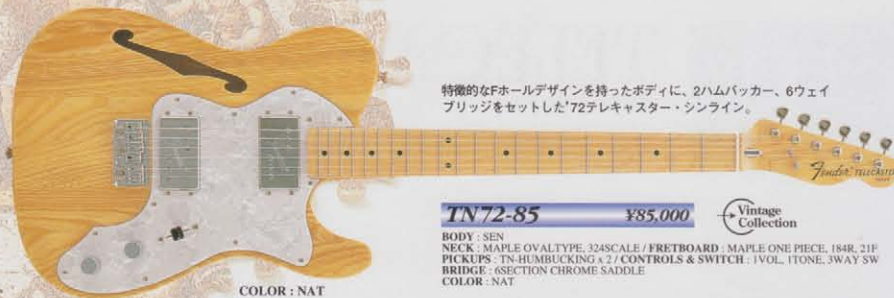 特徴的なFホールデザインを持ったボディに、2ハムバッカー、6ウェイ
ブリッジをセットした'72テレキャスター・シンライン。
Fender TELECASTER
TN72-85 ¥85,000 Vintage
Collection
BODY : SEN
NECK : MAPLE OVALTYPE, 324SCALE / FRETBOARD : MAPLE ONE PIECE, 184R, 21F
PICKUPS : TN-HUMBUCKING x 2 / CONTROLS & SWITCH : 1VOL, 1TONE, 3WAY SW
BRIDGE : 6SECTION CHROME SADDLE
COLOR : NAT
COLOR : NAT